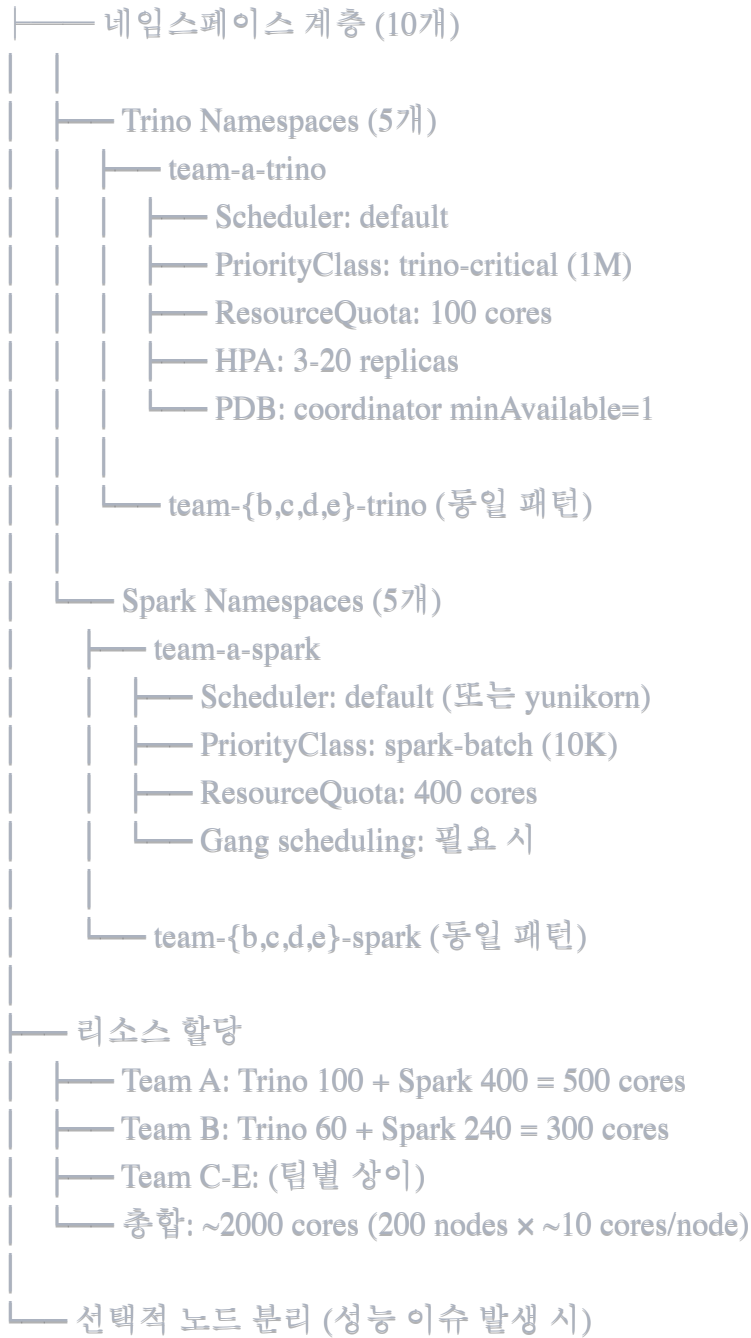 ├── 네임스페이스 계층 (10개)
│   │
│   ├── Trino Namespaces (5개)
│   │   ├── team-a-trino
│   │   │   ├── Scheduler: default
│   │   │   ├── PriorityClass: trino-critical (1M)
│   │   │   ├── ResourceQuota: 100 cores
│   │   │   ├── HPA: 3-20 replicas
│   │   │   └── PDB: coordinator minAvailable=1
│   │   │
│   │   └── team-{b,c,d,e}-trino (동일 패턴)
│   │
│   └── Spark Namespaces (5개)
│       ├── team-a-spark
│       │   ├── Scheduler: default (또는 yunikorn)
│       │   ├── PriorityClass: spark-batch (10K)
│       │   ├── ResourceQuota: 400 cores
│       │   └── Gang scheduling: 필요 시
│       │
│       └── team-{b,c,d,e}-spark (동일 패턴)
│
├── 리소스 할당
│   ├── Team A: Trino 100 + Spark 400 = 500 cores
│   ├── Team B: Trino 60 + Spark 240 = 300 cores
│   ├── Team C-E: (팀별 상이)
│   └── 총합: ~2000 cores (200 nodes × ~10 cores/node)
│
└── 선택적 노드 분리 (성능 이슈 발생 시)